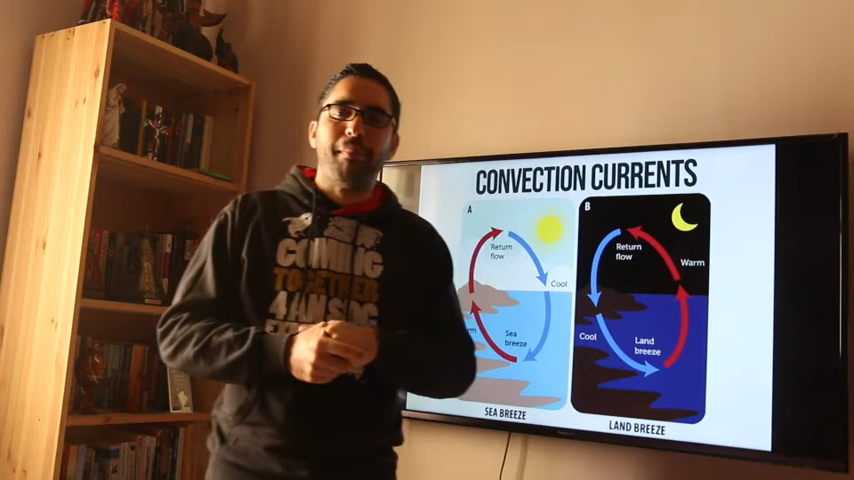 COMING
TOGETHER
CONVECTION CURRENTS
A
Return
flow
Cool
Sea
breeze
SEA BREEZE
B
Return
flow
Warm
Cool
Land
breeze
LAND BREEZE